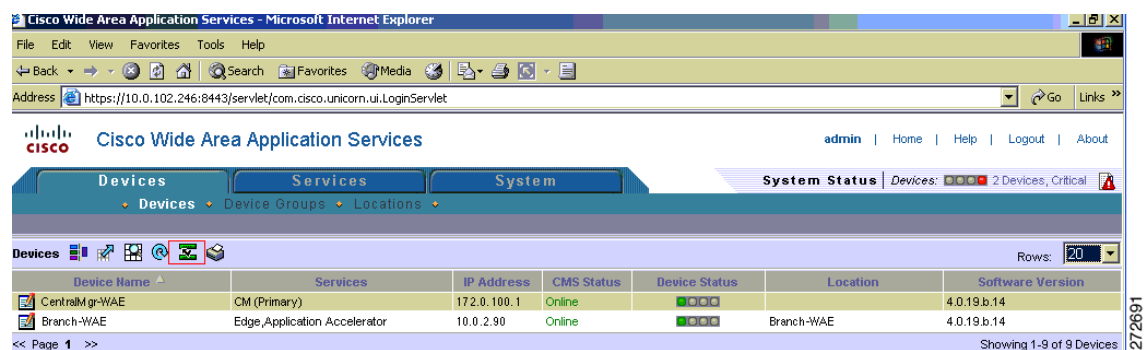 Cisco Wide Area Application Services - Microsoft Internet Explorer
File Edit View Favorites Tools Help
Back Search Favorites Media
Address https://10.0.102.246:8443/servlet/com.cisco.unicorn.ui.LoginServlet Go Links »
CISCO Cisco Wide Area Application Services admin | Home | Help | Logout | About
Devices Services System System Status | Devices: 2 Devices, Critical
Devices Device Groups Locations
Devices Rows: 20
Device Name Services IP Address CMS Status Device Status Location Software Version
CentralMgr-WAE CM (Primary) 172.0.100.1 Online 4.0.19.b.14
Branch-WAE Edge,Application Accelerator 10.0.2.90 Online Branch-WAE 4.0.19.b.14
<< Page 1 >> Showing 1-9 of 9 Devices
272691